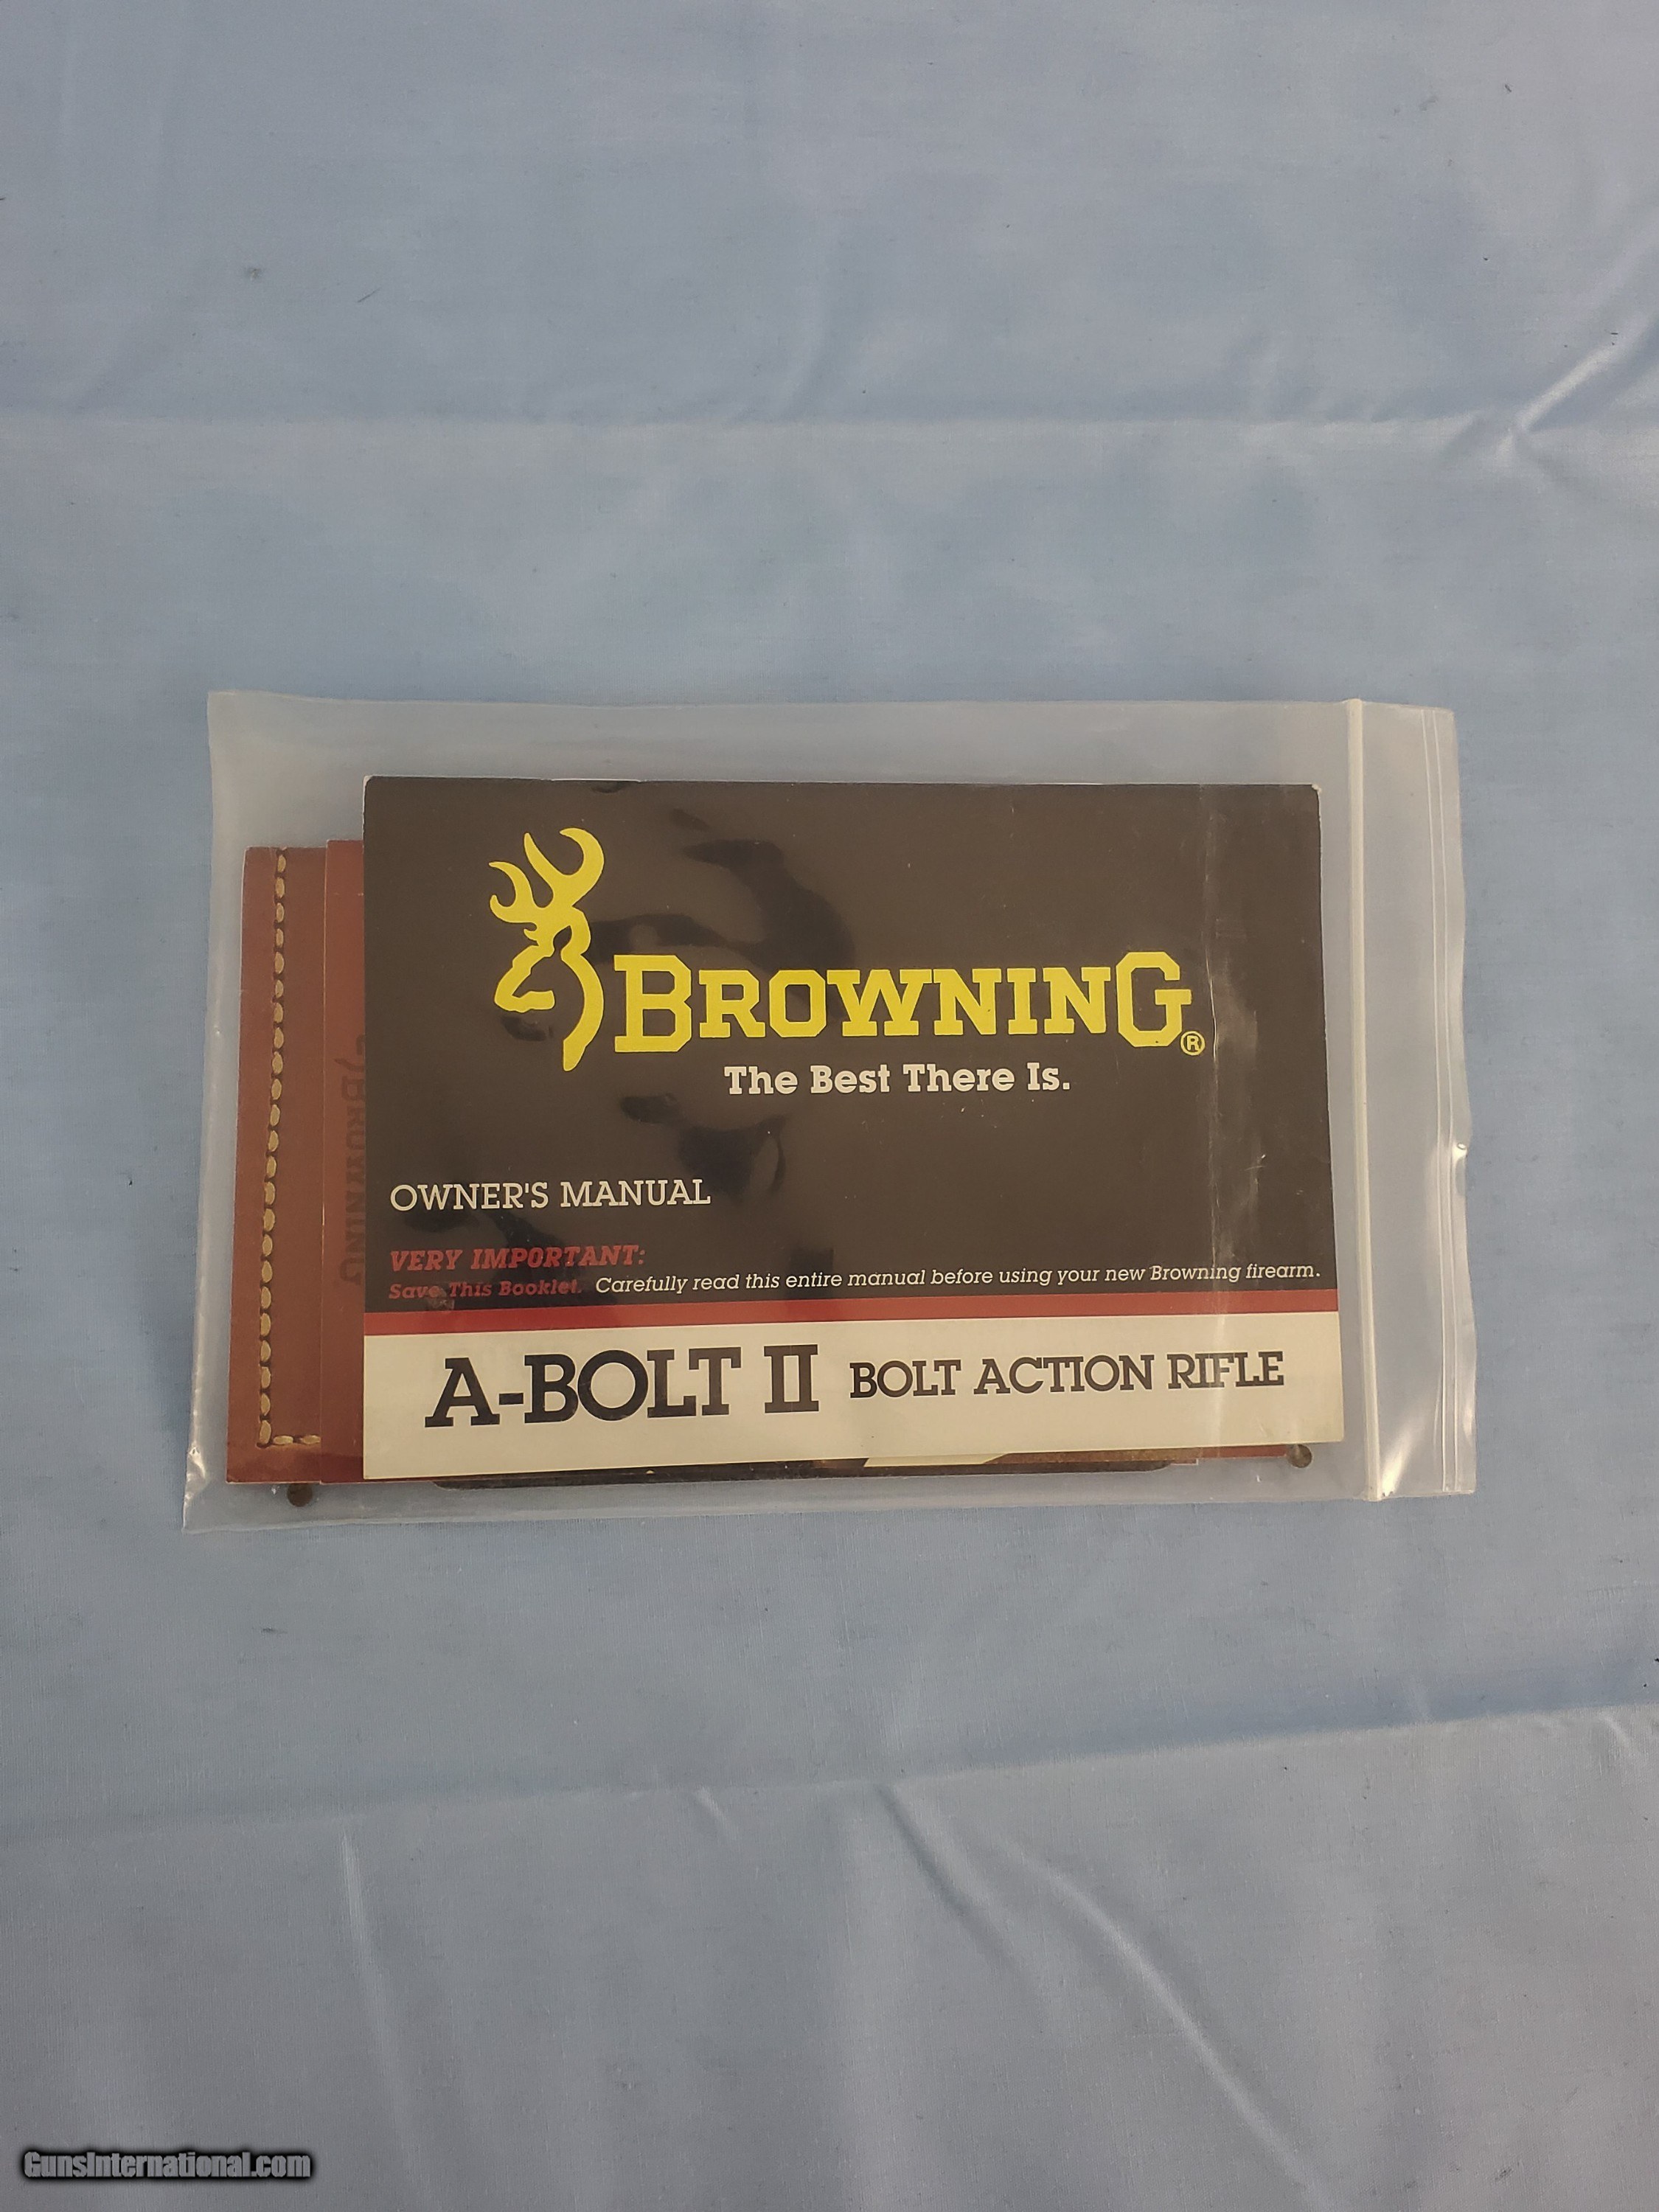 BROWNING®
The Best There Is.
OWNER'S MANUAL
VERY IMPORTANT:
Save This Booklet. Carefully read this entire manual before using your new Browning firearm.
A-BOLT II BOLT ACTION RIFLE
BROWNING
GunsInternational.com